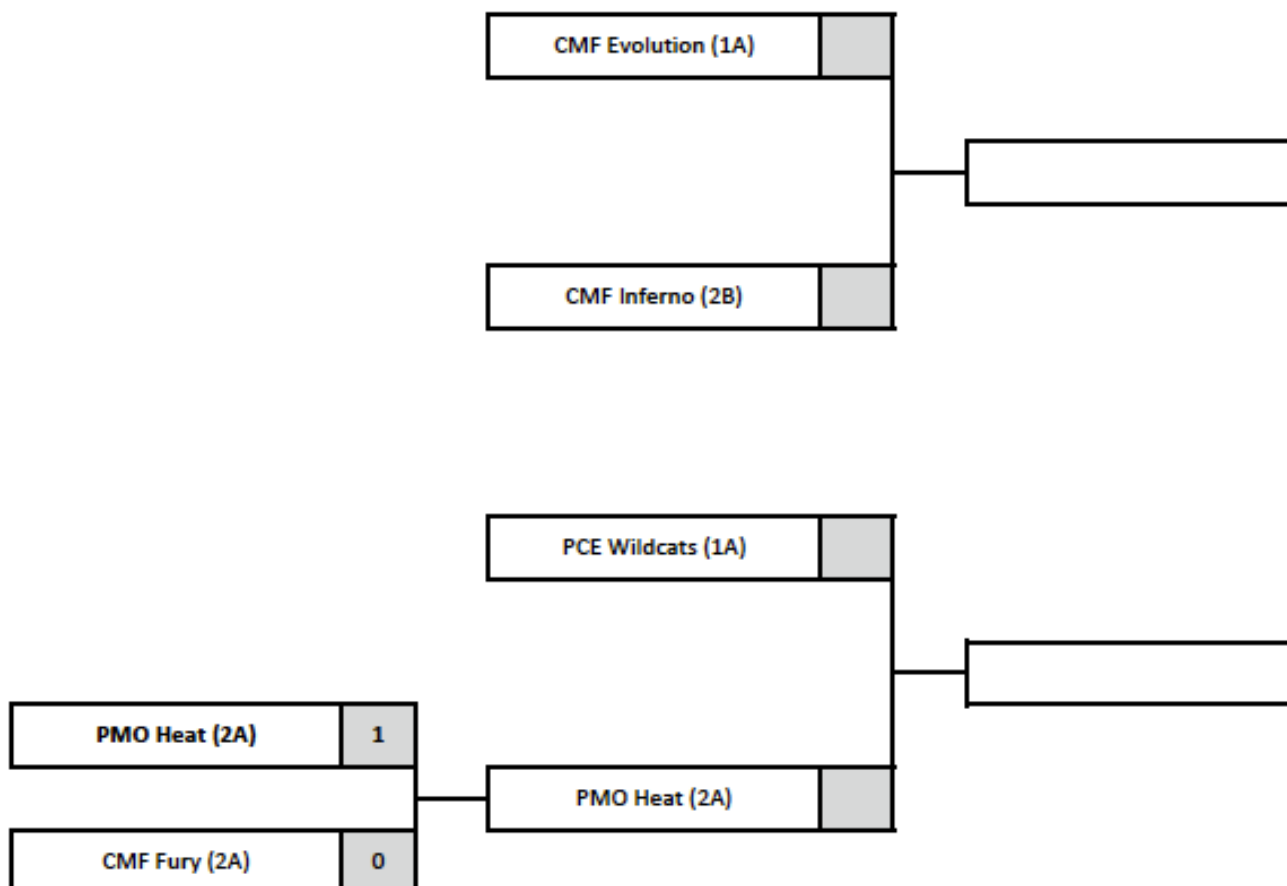 CMF Evolution (1A)
CMF Inferno (2B)
PCE Wildcats (1A)
PMO Heat (2A) 1
PMO Heat (2A)
CMF Fury (2A) 0